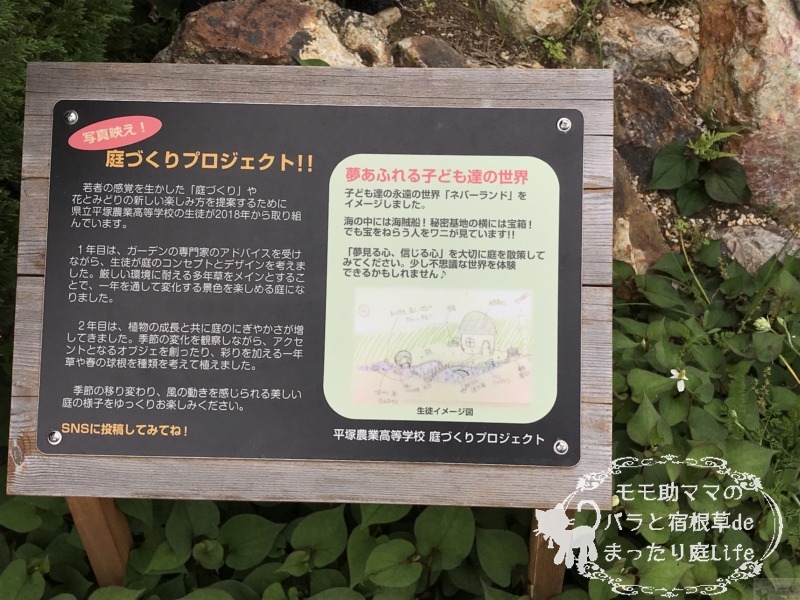 写真映え!
庭づくりプロジェクト!!
若者の感覚を生かした「庭づくり」や
花とみどりの新しい楽しみ方を提案するために
県立平塚農業高等学校の生徒が2018年から取り組
んでいます。
1年目は、ガーデンの専門家のアドバイスを受け
ながら、生徒が庭のコンセプトとデザインを考えま
した。厳しい環境に耐える多年草をメインとするこ
とで、一年を通して変化する景色を楽しめる庭にな
りました。
2年目は、植物の成長と共に庭のにぎやかさが増
してきました。季節の変化を観察しながら、アクセ
ントとなるオブジェを創ったり、彩りを加える一年
草や春の球根を種類を考えて植えました。
季節の移り変わり、風の動きを感じられる美しい
庭の様子をゆっくりお楽しみください。
SNSに投稿してみてね!
夢あふれる子ども達の世界
子ども達の永遠の世界「ネバーランド」を
イメージしました。
海の中には海賊船!秘密基地の横には宝箱!
でも宝をねらう人をワニが見ています!!
「夢見る心、信じる心」を大切に庭を散策して
みてください。少し不思議な世界を体験
できるかもしれません♪
生徒イメージ図
平塚農業高等学校 庭づくりプロジェクト
モモ助ママの
バラと宿根草de
まったり庭Life